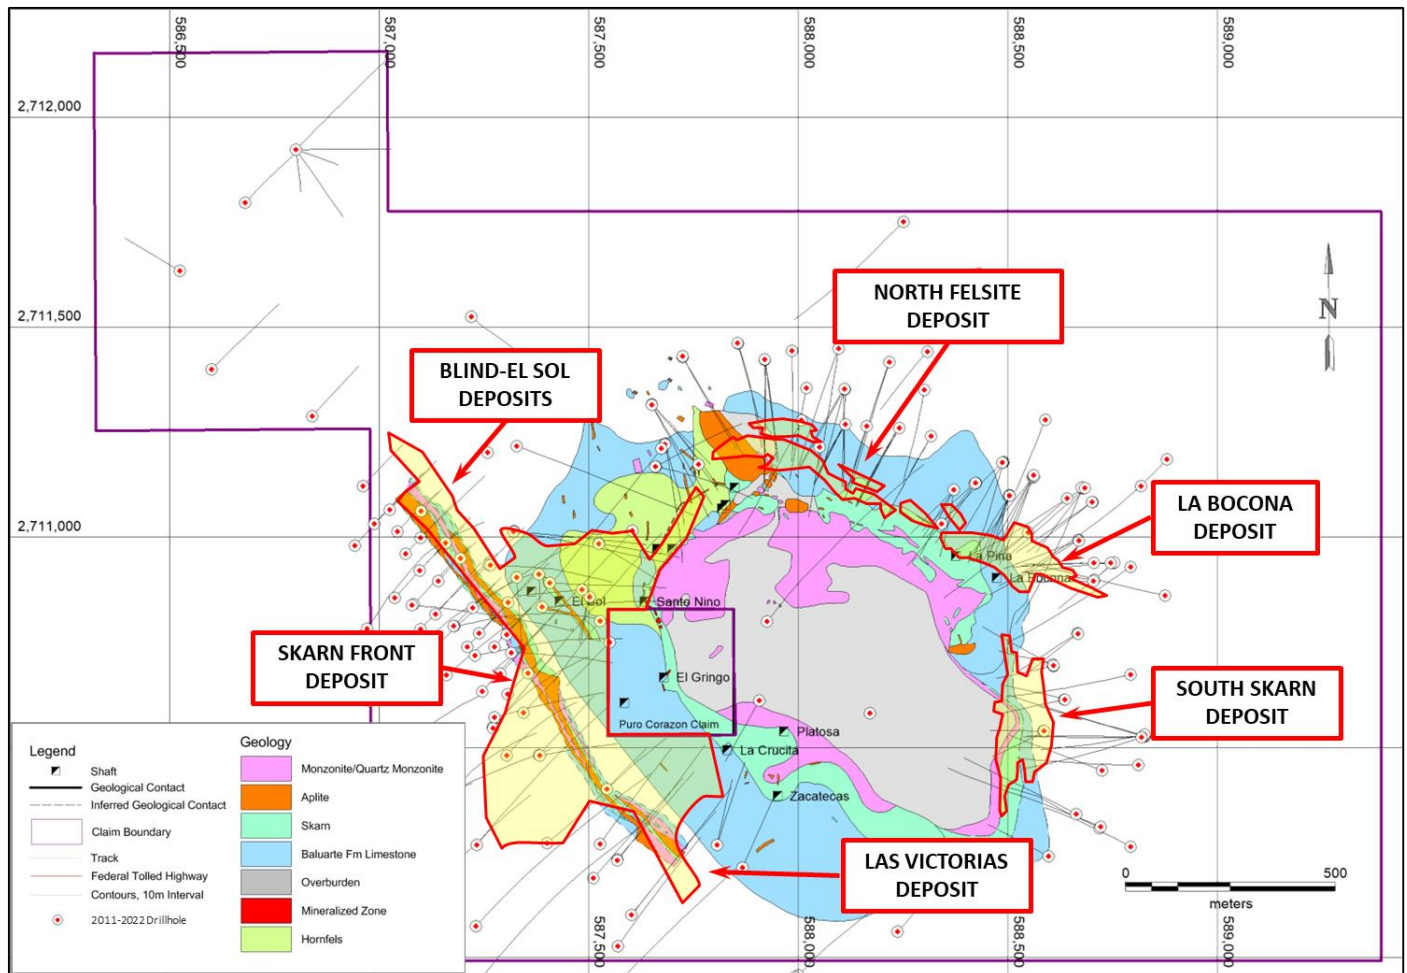 586,500
587,000
587,500
588,000
588,500
589,000
2,712,000
2,711,500
2,711,000
N
NORTH FELSITE
DEPOSIT
BLIND-EL SOL
DEPOSITS
LA BOCONA
DEPOSIT
La Pina
La Bocona
El Sol
Santo Nino
SKARN FRONT
DEPOSIT
El Gringo
Puro Corazon Claim
SOUTH SKARN
DEPOSIT
Platosa
La Crucita
Zacatecas
LAS VICTORIAS
DEPOSIT
Legend
Shaft
Geological Contact
Inferred Geological Contact
Claim Boundary
Track
Federal Tolled Highway
Contours, 10m Interval
2011-2022 Drillhole
Geology
Monzonite/Quartz Monzonite
Aplite
Skarn
Baluarte Fm Limestone
Overburden
Mineralized Zone
Hornfels
0 500
meters
587,500
588,000
588,500
589,000